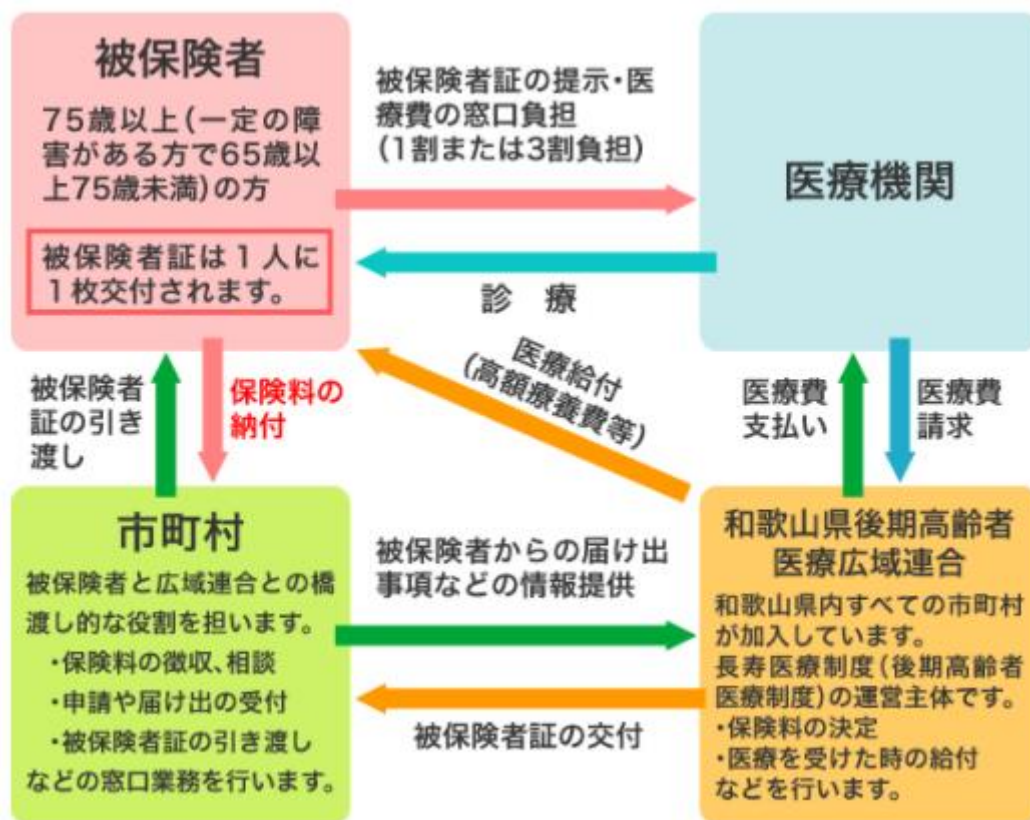 被保険者
75歳以上(一定の障
害がある方で65歳以
上75歳未満)の方
被保険者証は1人に
1枚交付されます。
被保険者証の提示・医
療費の窓口負担
(1割または3割負担)
医療機関
診　療
被保険者
証の引き
渡し
保険料の
納付
医療給付
(高額療養費等)
医療費
支払い
医療費
請求
市町村
被保険者と広域連合との橋
渡し的な役割を担います。
・保険料の徴収、相談
・申請や届け出の受付
・被保険者証の引き渡し
などの窓口業務を行います。
被保険者からの届け出
事項などの情報提供
被保険者証の交付
和歌山県後期高齢者
医療広域連合
和歌山県内すべての市町村
が加入しています。
長寿医療制度(後期高齢者
医療制度)の運営主体です。
・保険料の決定
・医療を受けた時の給付
などを行います。